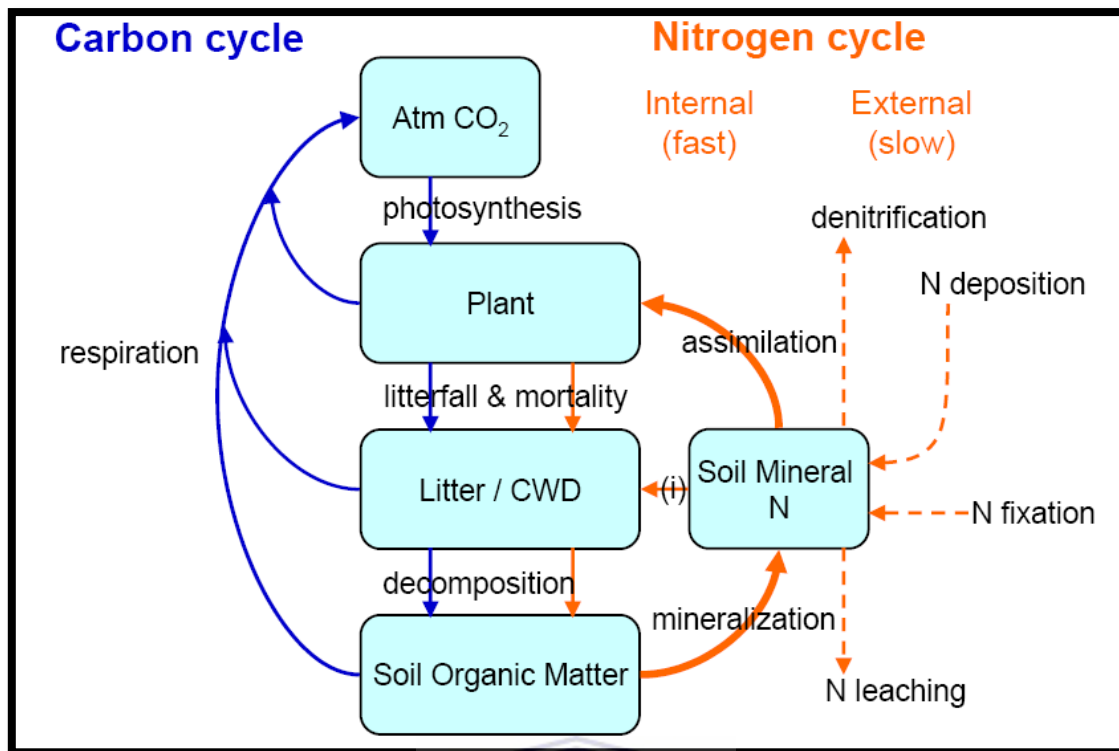 Carbon cycle
Nitrogen cycle
Internal
(fast)
External
(slow)
Atm CO₂
photosynthesis
denitrification
Plant
N deposition
respiration
assimilation
litterfall & mortality
Litter / CWD
(i)
Soil Mineral
N
N fixation
decomposition
mineralization
Soil Organic Matter
N leaching